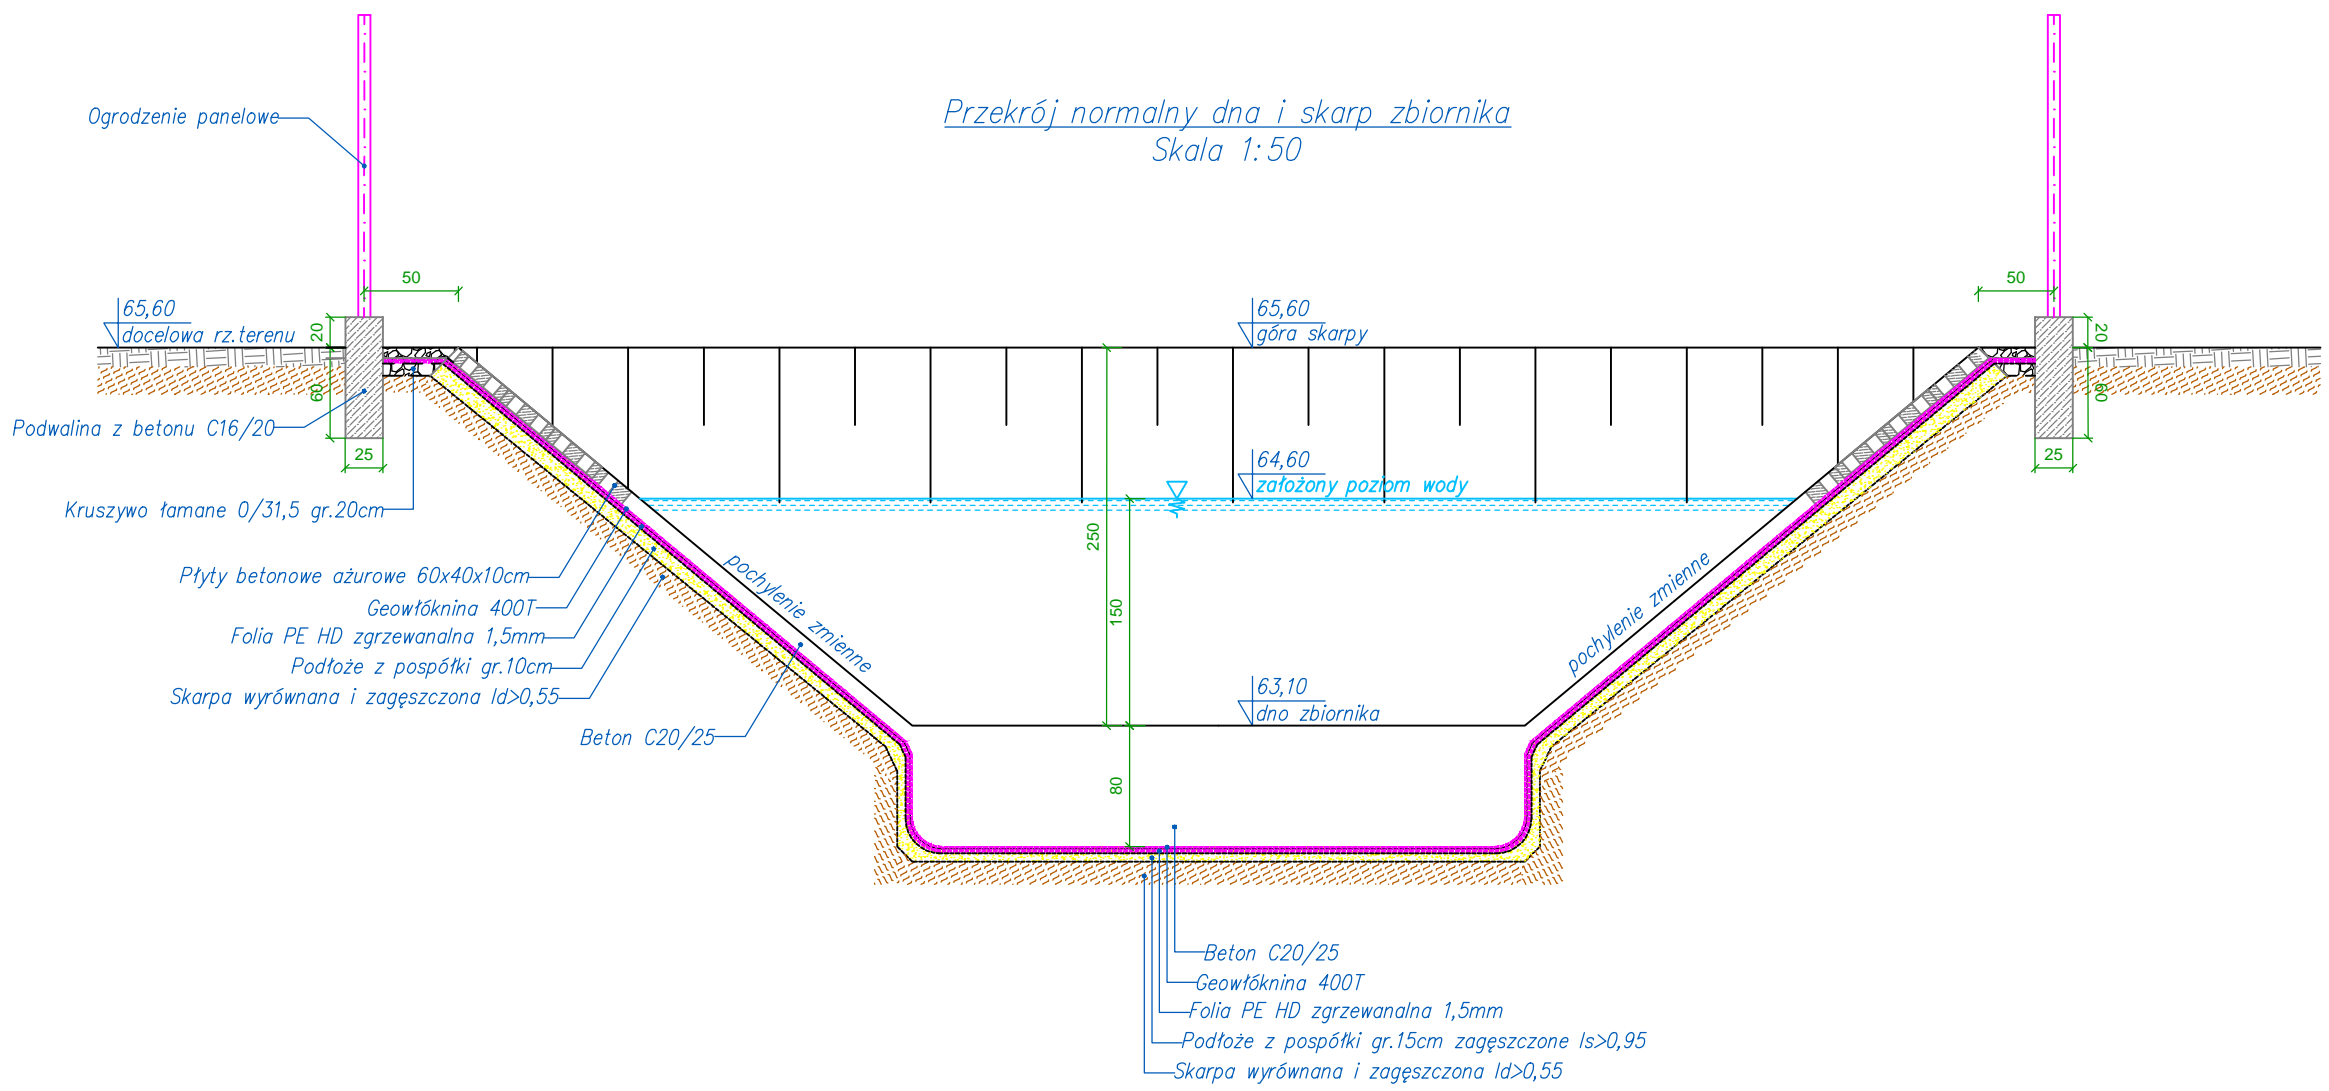 Przekrój normalny dna i skarp zbiornika
Skala 1:50
Ogrodzenie panelowe
50
50
65,60
docelowa rz.terenu
65,60
góra skarpy
20
60
25
20
60
25
Podwalina z betonu C16/20
64,60
założony poziom wody
Kruszywo łamane 0/31,5 gr.20cm
250
150
80
pochylenie zmienne
pochylenie zmienne
Płyty betonowe ażurowe 60x40x10cm
Geowłóknina 400T
Folia PE HD zgrzewanalna 1,5mm
Podłoże z pospółki gr.10cm
Skarpa wyrównana i zagęszczona Id>0,55
Beton C20/25
63,10
dno zbiornika
Beton C20/25
Geowłóknina 400T
Folia PE HD zgrzewanalna 1,5mm
Podłoże z pospółki gr.15cm zagęszczone Is>0,95
Skarpa wyrównana i zagęszczona Id>0,55